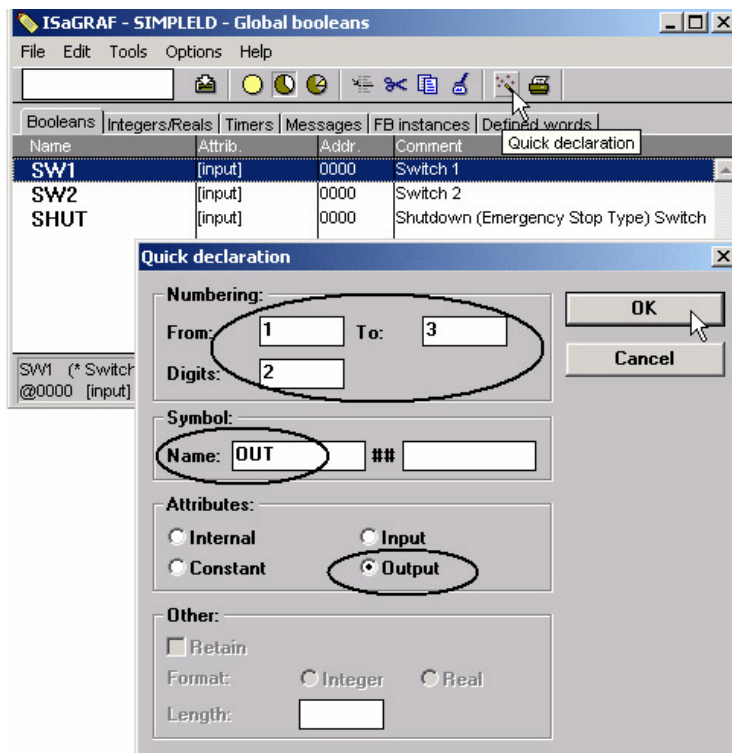 ISaGRAF - SIMPLELD - Global booleans
File Edit Tools Options Help
Booleans Integers/Reals Timers Messages FB instances Defined words
Quick declaration
Name Attrib. Addr. Comment
SW1 [input] 0000 Switch 1
SW2 [input] 0000 Switch 2
SHUT [input] 0000 Shutdown (Emergency Stop Type) Switch
SW1 (* Switch
@0000 [input]
Quick declaration
Numbering:
From: 1 To: 3
Digits: 2
OK
Cancel
Symbol:
Name: OUT ##
Attributes:
Internal Input
Constant Output
Other:
Retain
Format: Integer Real
Length: